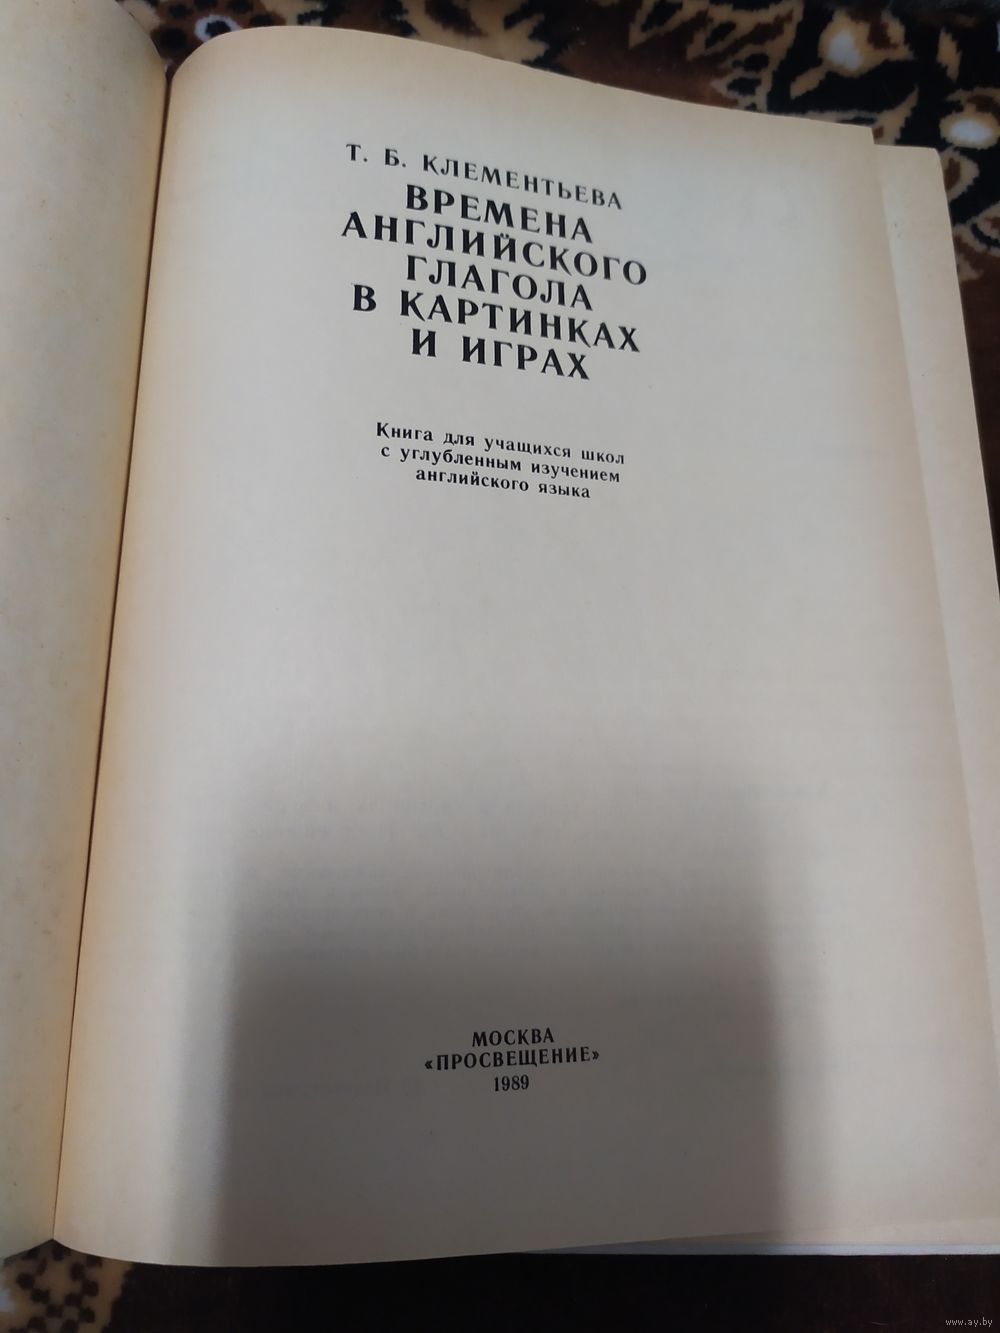 Т. Б. КЛЕМЕНТЬЕВА
ВРЕМЕНА
АНГЛИЙСКОГО
ГЛАГОЛА
В КАРТИНКАХ
И ИГРАХ
Книга для учащихся школ
с углубленным изучением
английского языка
МОСКВА
«ПРОСВЕЩЕНИЕ»
1989
www.ay.by